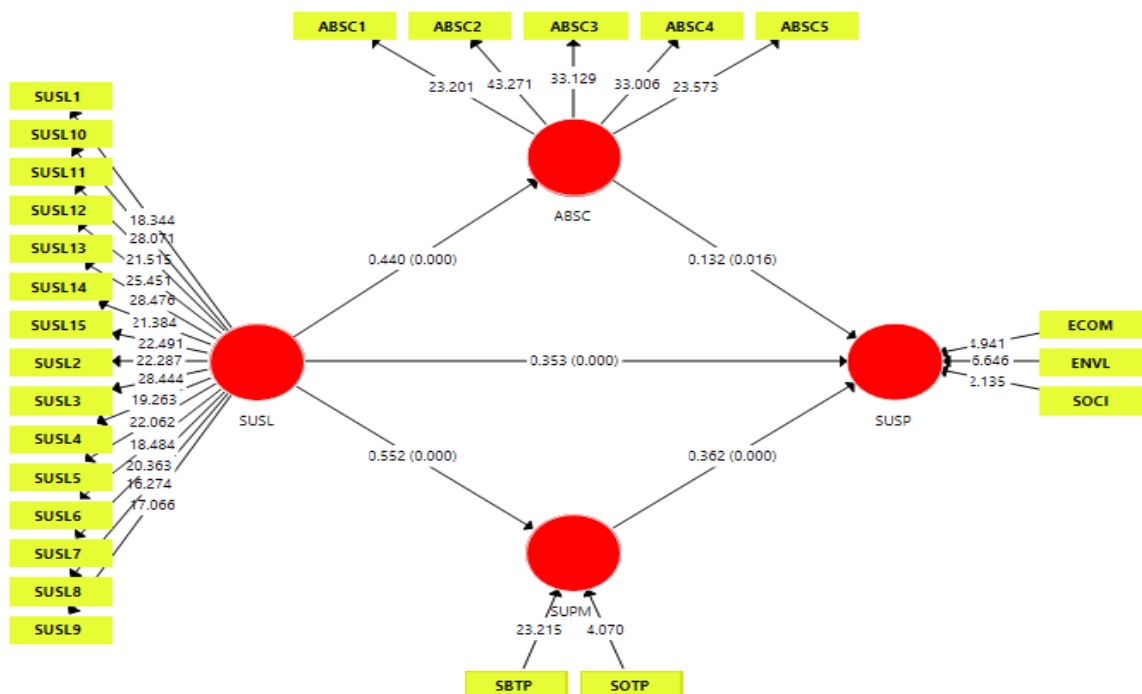 ABSC1 ABSC2 ABSC3 ABSC4 ABSC5
23.201 43.271 33.129 33.006 23.573
SUSL1
SUSL10
SUSL11
SUSL12
SUSL13
SUSL14
SUSL15
SUSL2
SUSL3
SUSL4
SUSL5
SUSL6
SUSL7
SUSL8
SUSL9
18.344
28.071
21.515
25.451
28.476
21.384
22.491
22.287
28.444
19.263
22.062
18.484
20.363
16.274
17.066
ABSC
0.440 (0.000)
0.132 (0.016)
0.353 (0.000)
SUSL
SUSP
0.552 (0.000)
0.362 (0.000)
4.941
6.646
2.135
ECOM
ENVL
SOCI
SUPM
23.215 4.070
SBTP SOTP